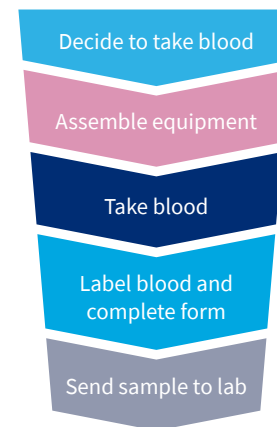 Decide to take blood
Assemble equipment
Take blood
Label blood and
complete form
Send sample to lab